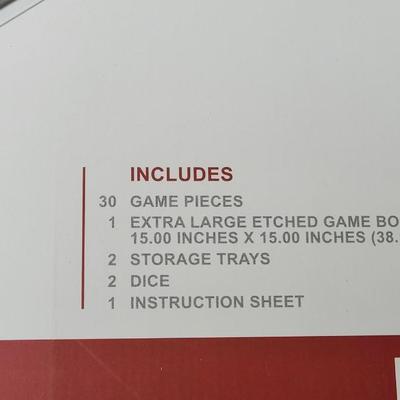 INCLUDES
30 GAME PIECES
1 EXTRA LARGE ETCHED GAME
15.00 INCHES X 15.00 INCHES (38.
2 STORAGE TRAYS
2 DICE
1 INSTRUCTION SHEET